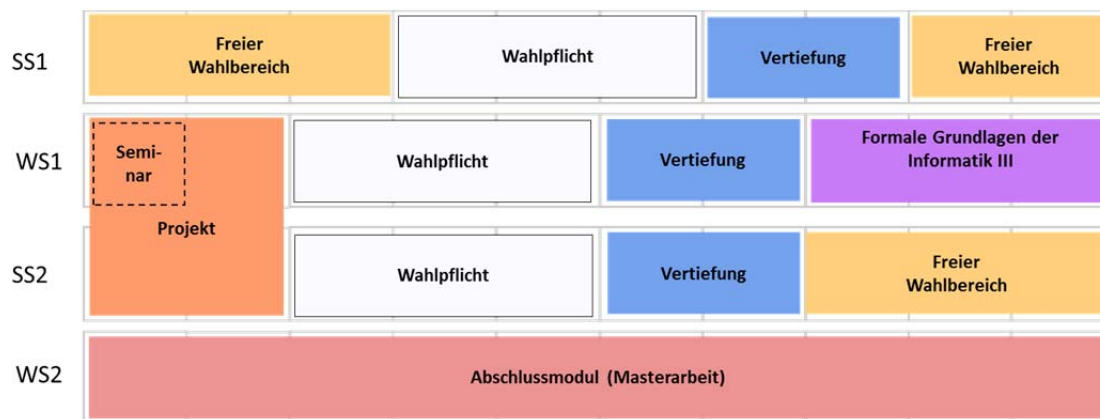 SS1
Freier
Wahlbereich
Wahlpflicht
Vertiefung
Freier
Wahlbereich
WS1
Semi-
nar
Projekt
Wahlpflicht
Vertiefung
Formale Grundlagen der
Informatik III
SS2
Wahlpflicht
Vertiefung
Freier
Wahlbereich
WS2
Abschlussmodul (Masterarbeit)